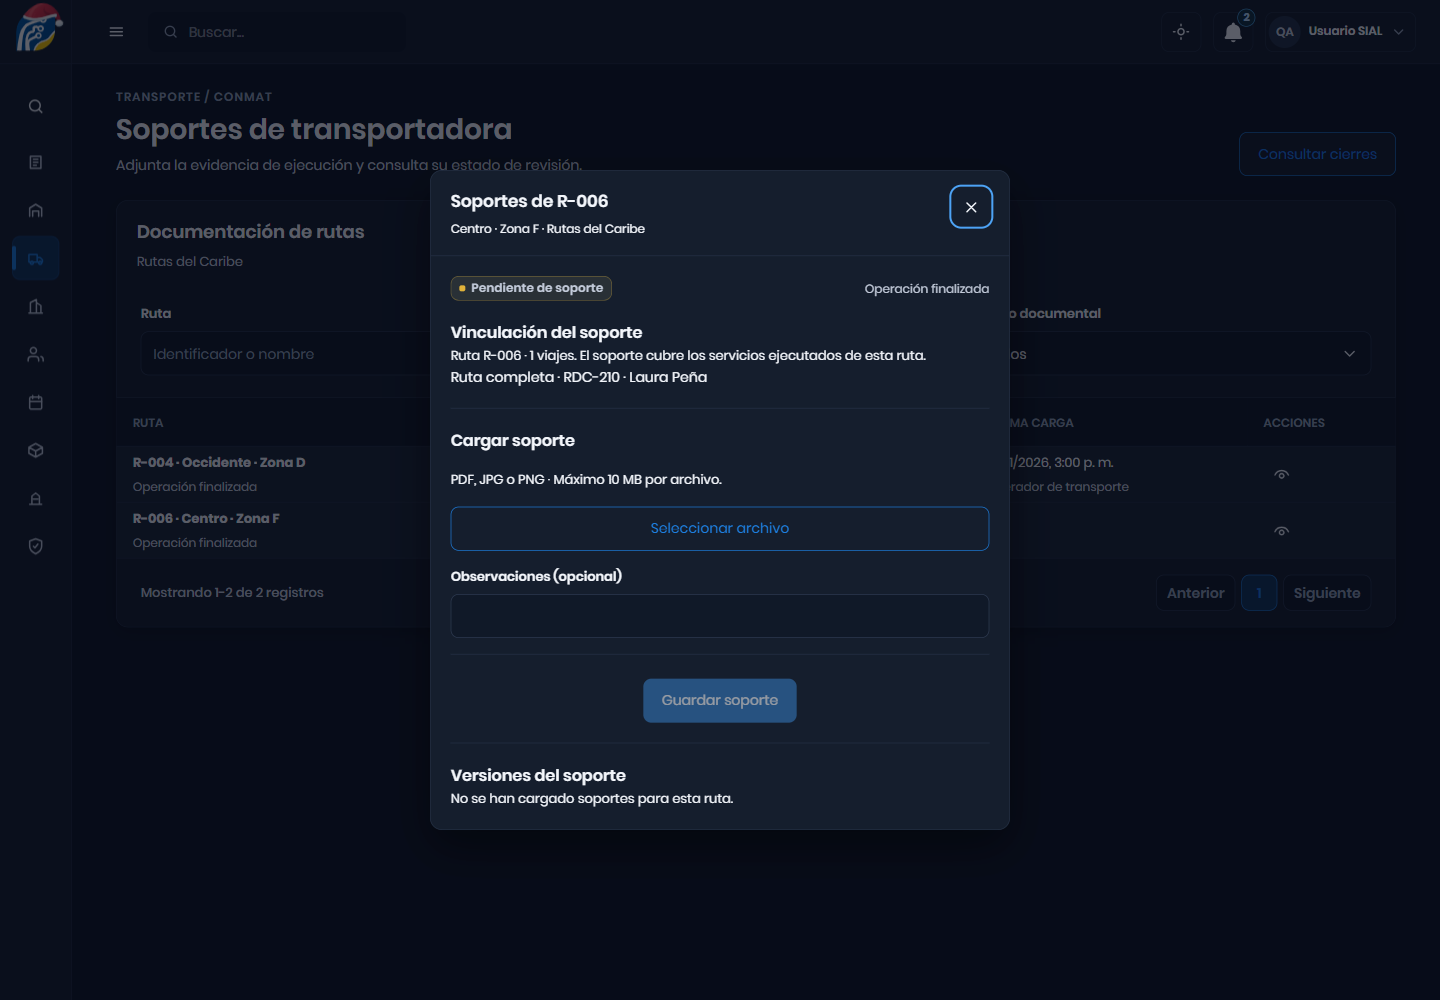 Buscar...
2
QA
Usuario SIAL
TRANSPORTE / CONMAT
Soportes de transportadora
Adjunta la evidencia de ejecución y consulta su estado de revisión.
Consultar cierres
Documentación de rutas
Rutas del Caribe
Ruta
o documental
Identificador o nombre
os
RUTA
MA CARGA
ACCIONES
R-004 · Occidente · Zona D
1/2026, 3:00 p. m.
Operación finalizada
rador de transporte
R-006 · Centro · Zona F
Operación finalizada
Mostrando 1-2 de 2 registros
Anterior
1
Siguiente
Soportes de R-006
Centro · Zona F · Rutas del Caribe
Pendiente de soporte
Operación finalizada
Vinculación del soporte
Ruta R-006 · 1 viajes. El soporte cubre los servicios ejecutados de esta ruta.
Ruta completa · RDC-210 · Laura Peña
Cargar soporte
PDF, JPG o PNG · Máximo 10 MB por archivo.
Seleccionar archivo
Observaciones (opcional)
Guardar soporte
Versiones del soporte
No se han cargado soportes para esta ruta.